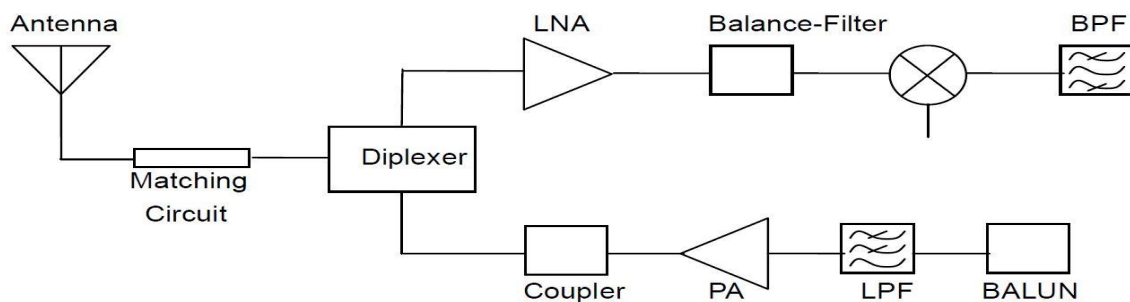 Antenna
LNA
Balance-Filter
BPF
Diplexer
Matching
Circuit
Coupler
PA
LPF
BALUN